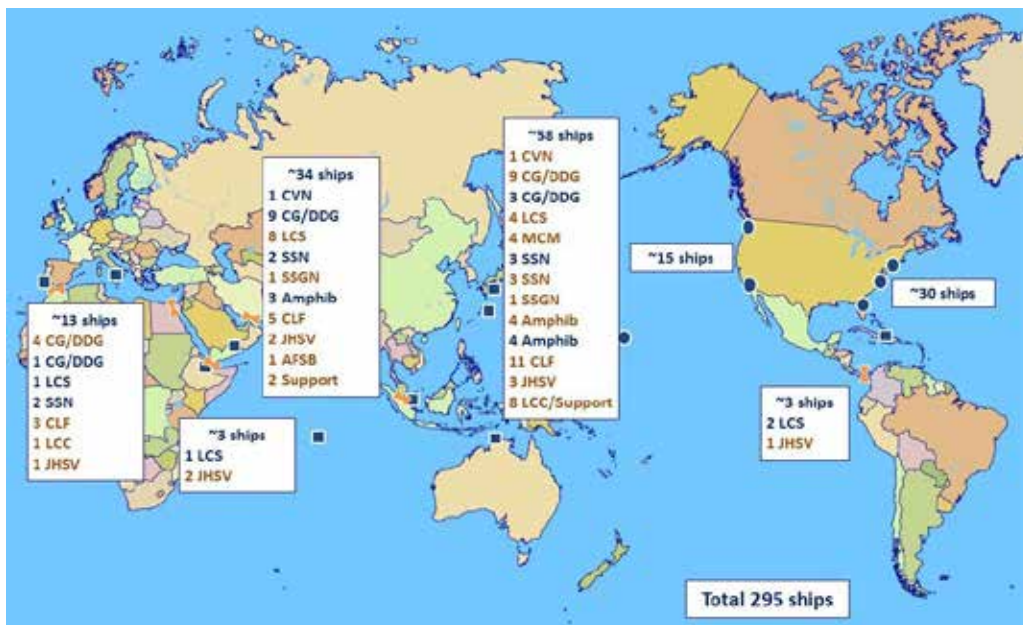 ~13 ships
4 CG/DDG
1 CG/DDG
1 LCS
2 SSN
3 CLF
1 LCC
1 JHSV
~3 ships
1 LCS
2 JHSV
~34 ships
1 CVN
9 CG/DDG
8 LCS
2 SSN
1 SSGN
3 Amphib
5 CLF
2 JHSV
1 AFSB
2 Support
~58 ships
1 CVN
9 CG/DDG
3 CG/DDG
4 LCS
4 MCM
3 SSN
3 SSN
1 SSGN
4 Amphib
4 Amphib
11 CLF
3 JHSV
8 LCC/Support
~15 ships
~30 ships
~3 ships
2 LCS
1 JHSV
Total 295 ships